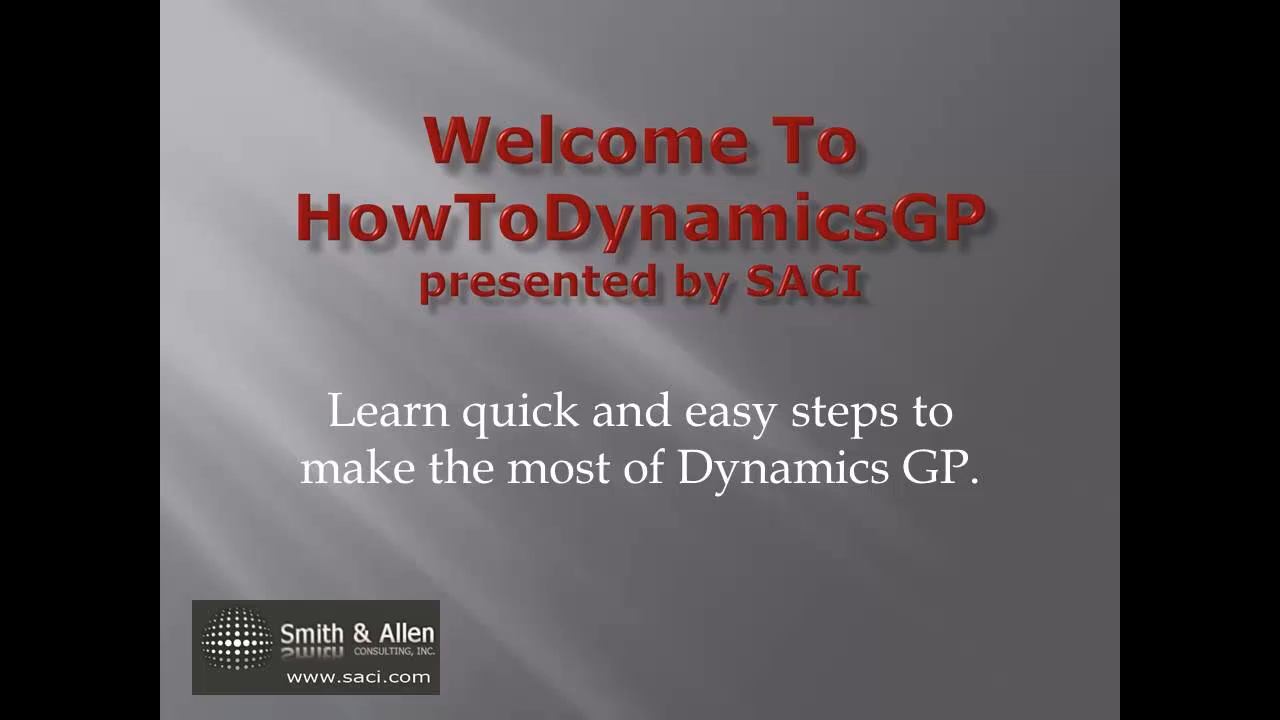 Welcome To
HowToDynamicsGP
presented by SACI
Learn quick and easy steps to
make the most of Dynamics GP.
Smith & Allen
CONSULTING, INC.
www.saci.com